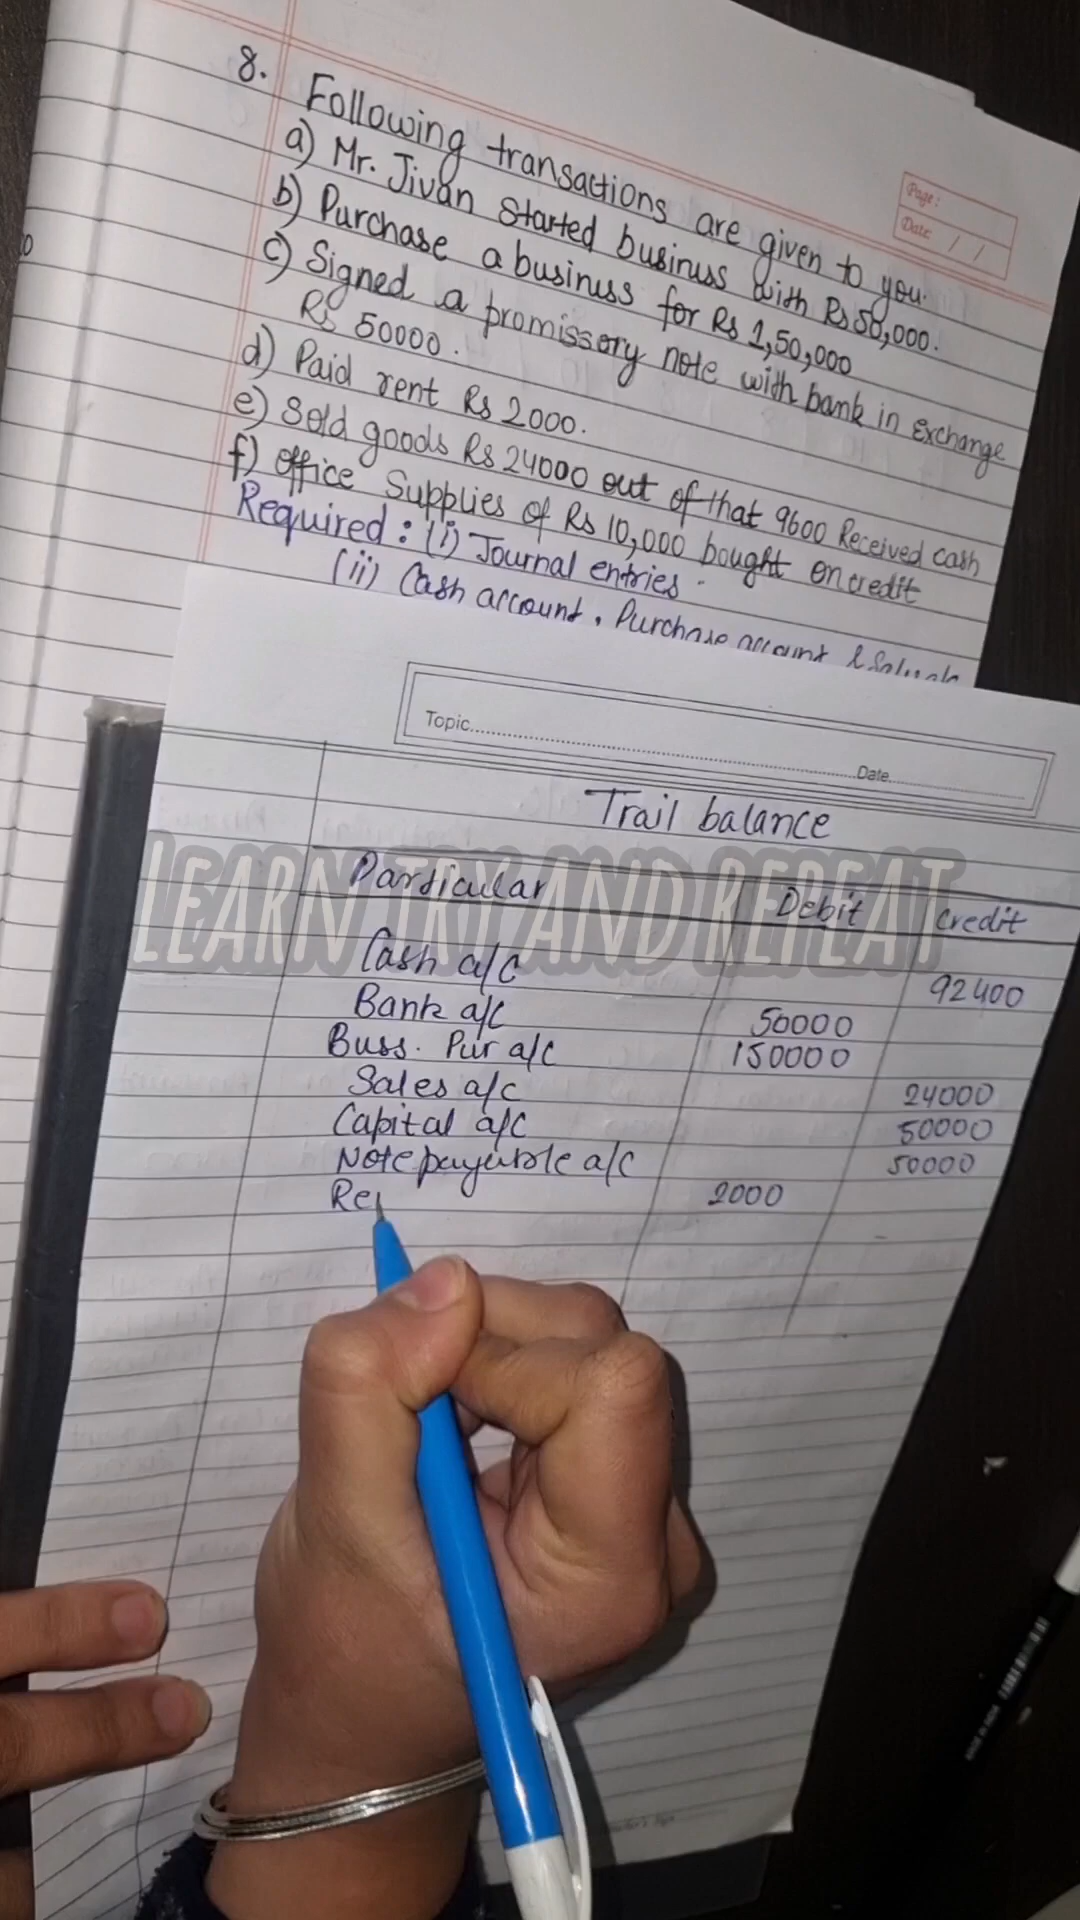 8. Following transactions are given to you.
a) Mr. Jivan started business with Rs 50,000.
b) Purchase a business for Rs 1,50,000
c) Signed a promissory note with bank in exchange
Rs 50000.
d) Paid rent Rs 2000.
e) Sold goods Rs 24000 out of that 9600 Received cash
f) office Supplies of Rs 10,000 bought on credit
Required: (i) Journal entries.
(ii) Cash account, Purchase account &
Page:
Date / /
Topic
Date
Trail balance
Particular Debit Credit
LEARN TRY AND REPEAT
Cash a/c 92400
Bank a/c 50000
Buss. Pur a/c 150000
Sales a/c 24000
Capital a/c 50000
Note payable a/c 50000
Re 2000